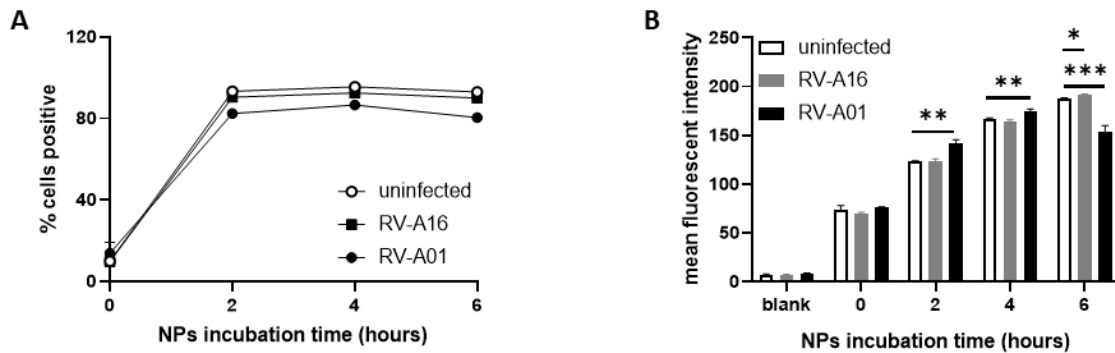 A
% cells positive
120
80
40
0
uninfected
RV-A16
RV-A01
0 2 4 6
NPs incubation time (hours)
B
mean fluorescent intensity
250
200
150
100
50
0
uninfected
RV-A16
RV-A01
**
**
*
***
blank 0 2 4 6
NPs incubation time (hours)